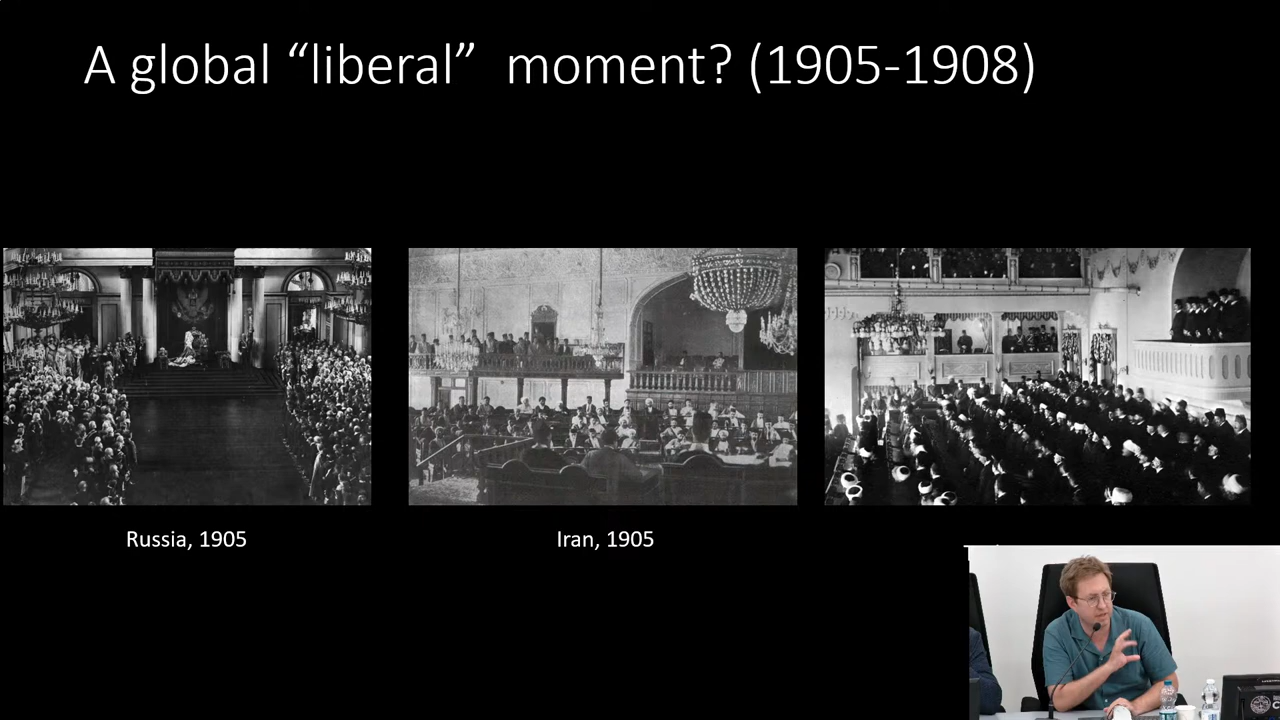 A global “liberal” moment? (1905-1908)
Russia, 1905
Iran, 1905